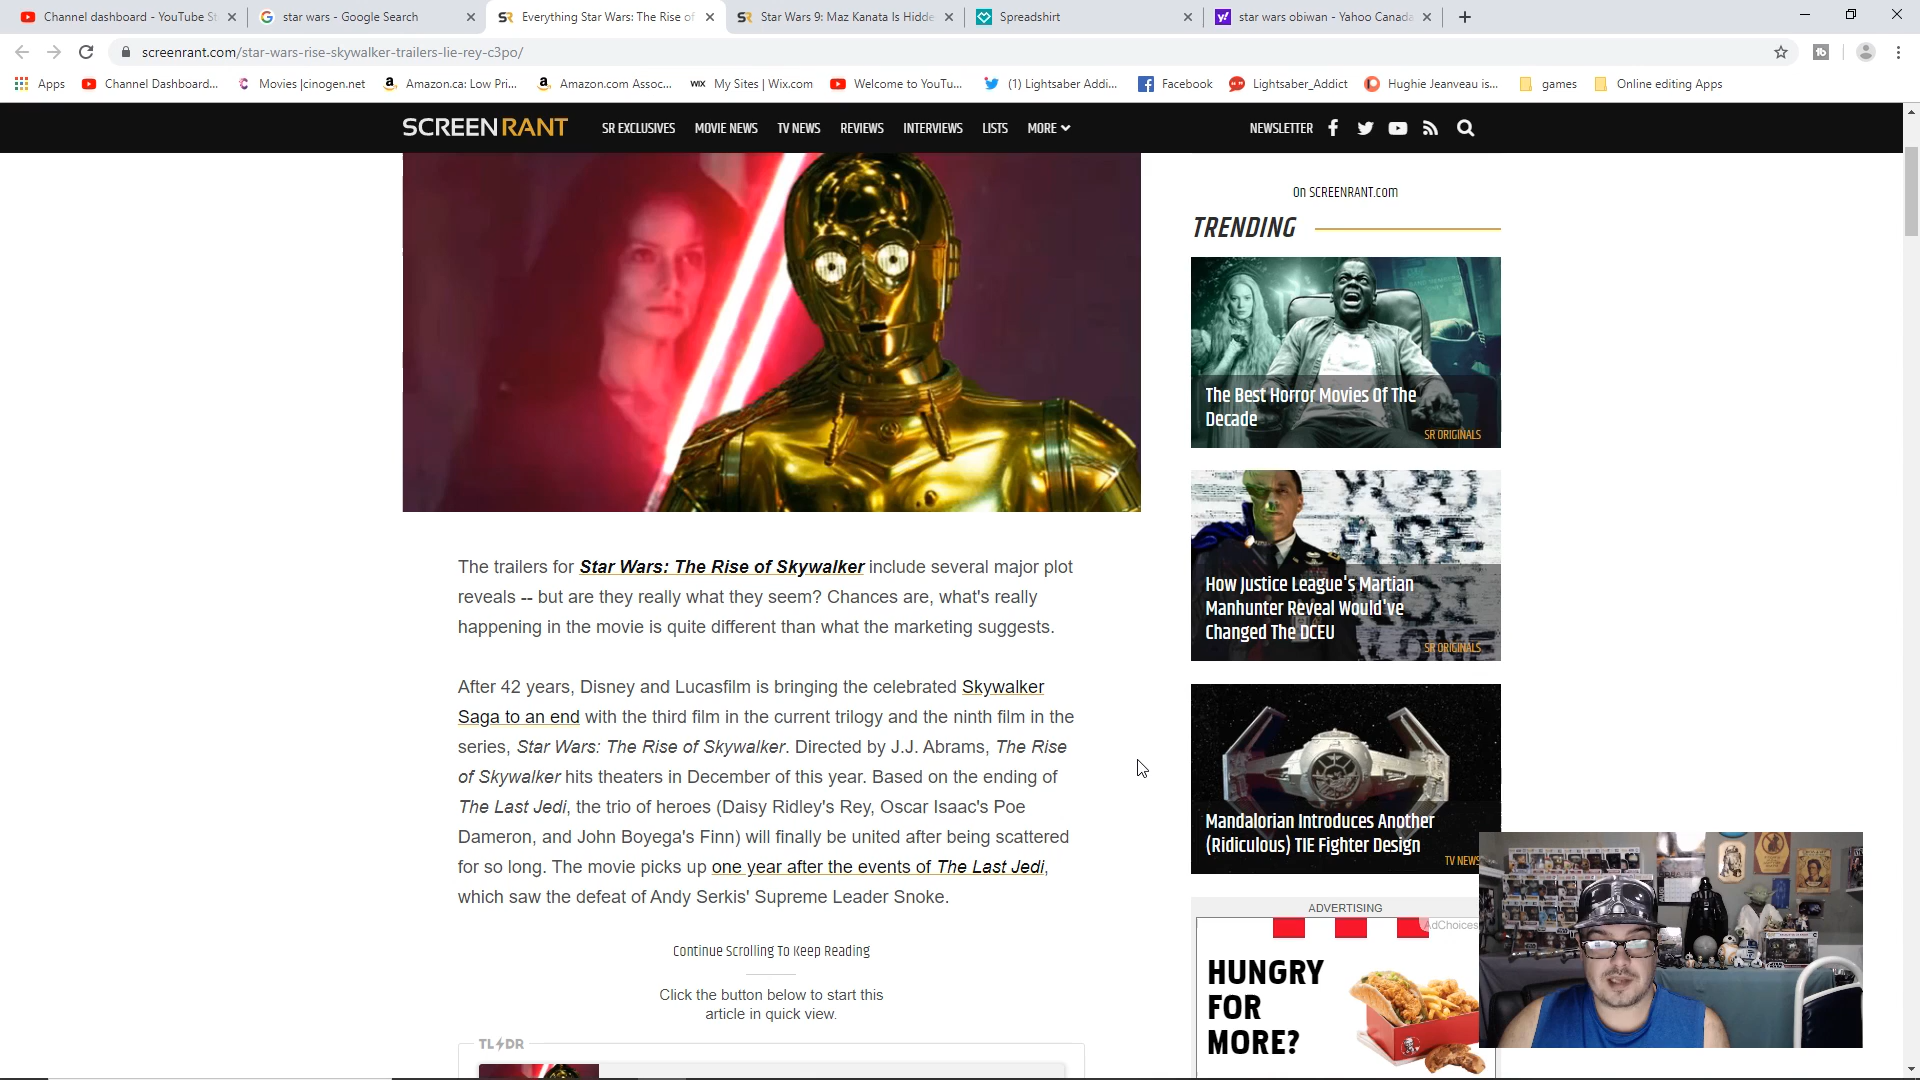 Channel dashboard - YouTube St
star wars - Google Search
Everything Star Wars: The Rise of
Star Wars 9: Maz Kanata Is Hidde
Spreadshirt
star wars obiwan - Yahoo Canada
screenrant.com/star-wars-rise-skywalker-trailers-lie-rey-c3po/
Apps
Channel Dashboard...
Movies |cinogen.net
Amazon.ca: Low Pri...
Amazon.com Assoc...
WIX My Sites | Wix.com
Welcome to YouTu...
(1) Lightsaber Addi...
Facebook
Lightsaber_Addict
Hughie Jeanveau is...
games
Online editing Apps
SCREENRANT
SR EXCLUSIVES
MOVIE NEWS
TV NEWS
REVIEWS
INTERVIEWS
LISTS
MORE
NEWSLETTER
The trailers for Star Wars: The Rise of Skywalker include several major plot
reveals -- but are they really what they seem? Chances are, what's really
happening in the movie is quite different than what the marketing suggests.
After 42 years, Disney and Lucasfilm is bringing the celebrated Skywalker
Saga to an end with the third film in the current trilogy and the ninth film in the
series, Star Wars: The Rise of Skywalker. Directed by J.J. Abrams, The Rise
of Skywalker hits theaters in December of this year. Based on the ending of
The Last Jedi, the trio of heroes (Daisy Ridley's Rey, Oscar Isaac's Poe
Dameron, and John Boyega's Finn) will finally be united after being scattered
for so long. The movie picks up one year after the events of The Last Jedi,
which saw the defeat of Andy Serkis' Supreme Leader Snoke.
Continue Scrolling To Keep Reading
Click the button below to start this
article in quick view.
TL DR
On SCREENRANT.com
TRENDING
The Best Horror Movies Of The
Decade
SR ORIGINALS
How Justice League's Martian
Manhunter Reveal Would've
Changed The DCEU
SR ORIGINALS
Mandalorian Introduces Another
(Ridiculous) TIE Fighter Design
TV NEWS
ADVERTISING
AdChoices
HUNGRY
FOR
MORE?